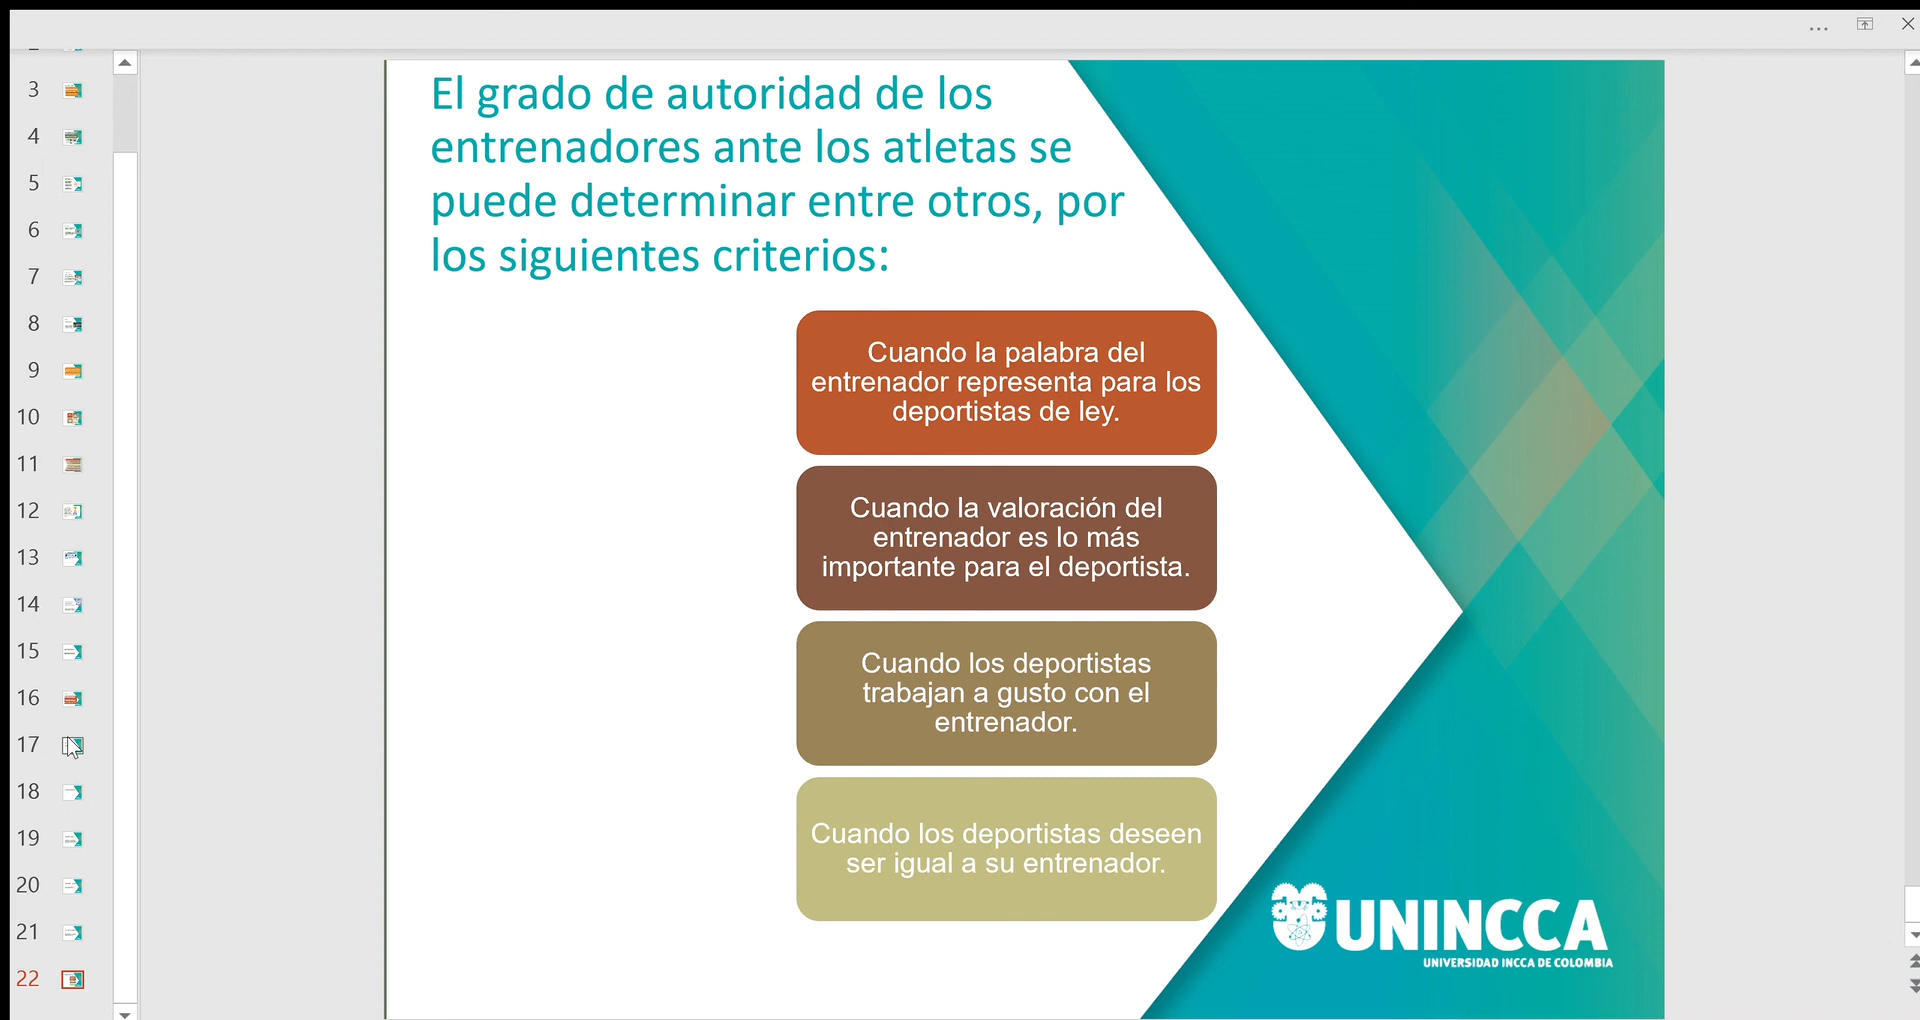 3
4
5
6
7
8
9
10
11
12
13
14
15
16
17
18
19
20
21
22
El grado de autoridad de los
entrenadores ante los atletas se
puede determinar entre otros, por
los siguientes criterios:
Cuando la palabra del
entrenador representa para los
deportistas de ley.
Cuando la valoración del
entrenador es lo más
importante para el deportista.
Cuando los deportistas
trabajan a gusto con el
entrenador.
Cuando los deportistas deseen
ser igual a su entrenador.
UNINCCA
UNIVERSIDAD INCCA DE COLOMBIA